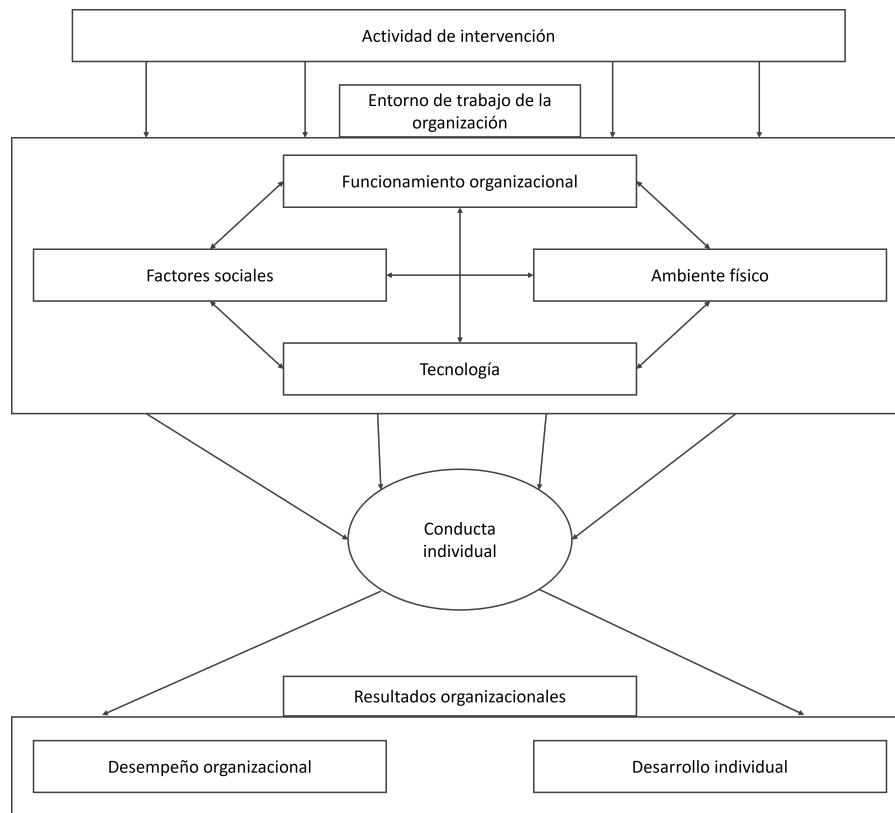 Actividad de intervención
Entorno de trabajo de la
organización
Funcionamiento organizacional
Factores sociales
Ambiente físico
Tecnología
Conducta
individual
Resultados organizacionales
Desempeño organizacional
Desarrollo individual